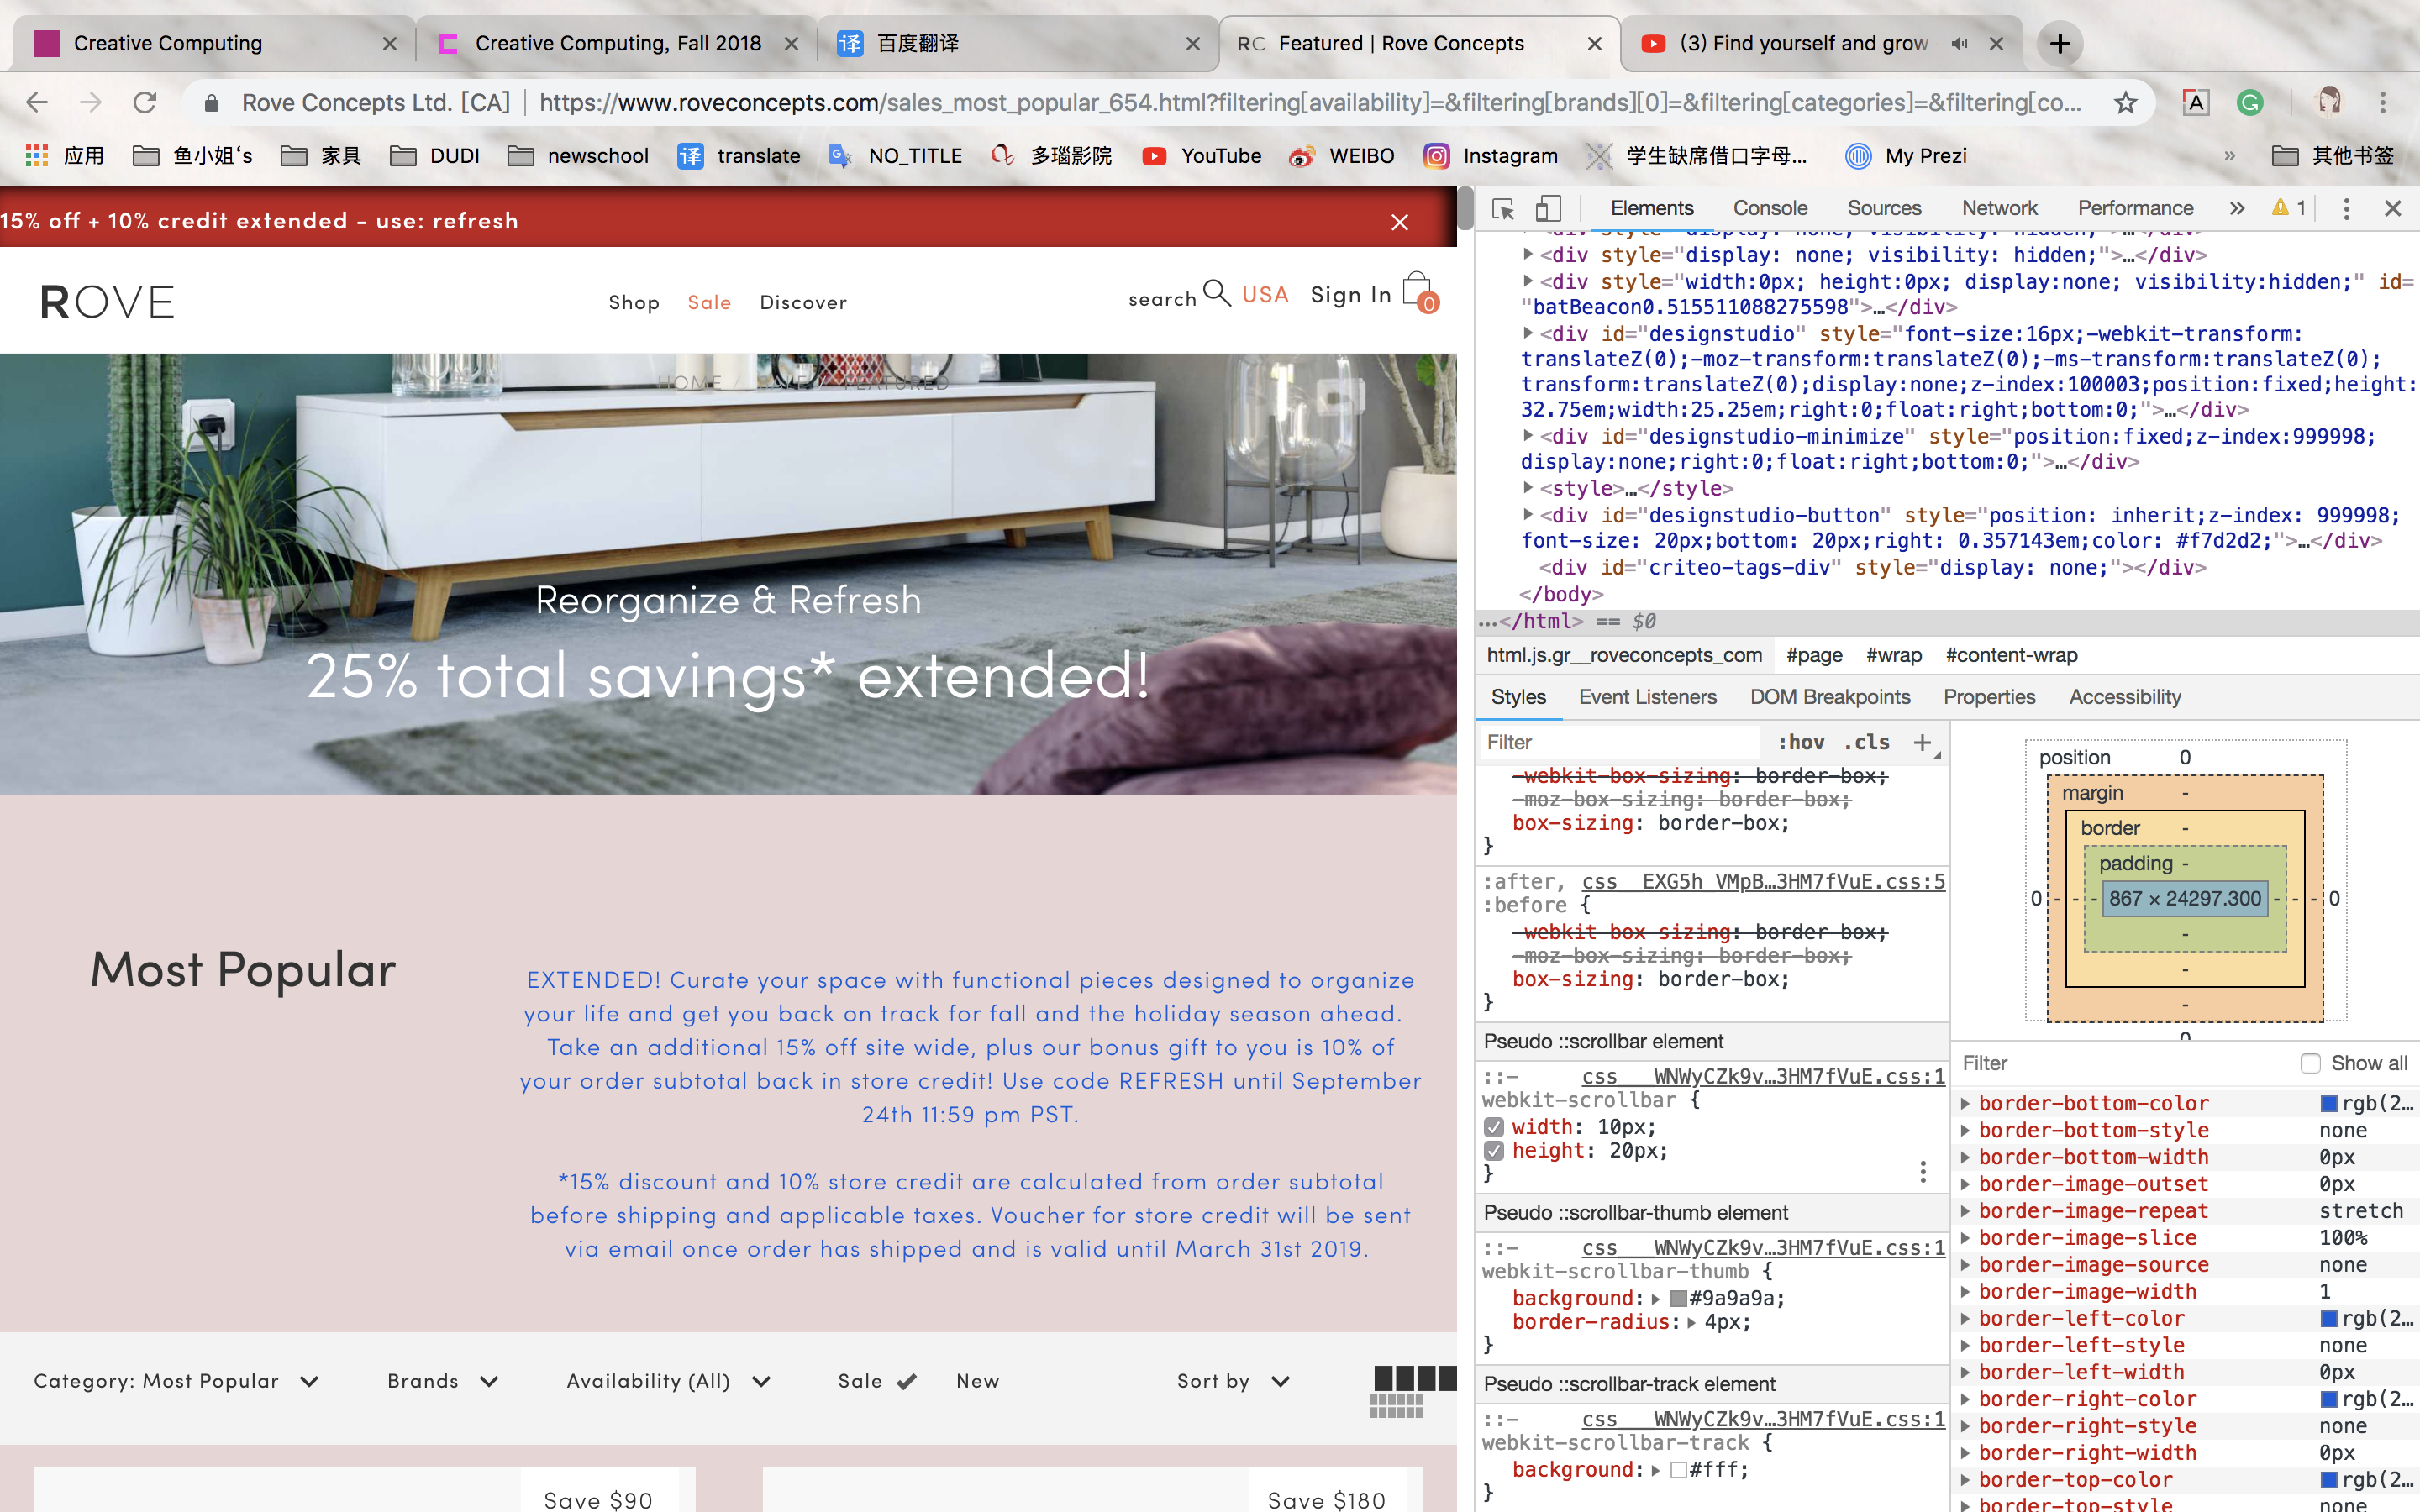 Creative Computing
Creative Computing, Fall 2018
百度翻译
RC Featured | Rove Concepts
(3) Find yourself and grow
Rove Concepts Ltd. [CA] | https://www.roveconcepts.com/sales_most_popular_654.html?filtering[availability]=&filtering[brands][0]=&filtering[categories]=&filtering[co...
应用 鱼小姐‘s 家具 DUDI newschool translate NO_TITLE 多瑙影院 YouTube WEIBO Instagram 学生缺席借口字母... My Prezi » 其他书签
15% off + 10% credit extended - use: refresh
ROVE
Shop Sale Discover
search USA Sign In 0
HOME / SALE / FEATURED
Reorganize & Refresh
25% total savings* extended!
Most Popular
EXTENDED! Curate your space with functional pieces designed to organize
your life and get you back on track for fall and the holiday season ahead.
Take an additional 15% off site wide, plus our bonus gift to you is 10% of
your order subtotal back in store credit! Use code REFRESH until September
24th 11:59 pm PST.
*15% discount and 10% store credit are calculated from order subtotal
before shipping and applicable taxes. Voucher for store credit will be sent
via email once order has shipped and is valid until March 31st 2019.
Category: Most Popular Brands Availability (All) Sale New Sort by
Save $90 Save $180
Elements Console Sources Network Performance » 1
<div style="display: none; visibility: hidden;">…</div>
<div style="display: none; visibility: hidden;">…</div>
<div style="width:0px; height:0px; display:none; visibility:hidden;" id=
"batBeacon0.515511088275598">…</div>
<div id="designstudio" style="font-size:16px;-webkit-transform:
translateZ(0);-moz-transform:translateZ(0);-ms-transform:translateZ(0);
transform:translateZ(0);display:none;z-index:100003;position:fixed;height:
32.75em;width:25.25em;right:0;float:right;bottom:0;">…</div>
<div id="designstudio-minimize" style="position:fixed;z-index:999998;
display:none;right:0;float:right;bottom:0;">…</div>
<style>…</style>
<div id="designstudio-button" style="position: inherit;z-index: 999998;
font-size: 20px;bottom: 20px;right: 0.357143em;color: #f7d2d2;">…</div>
<div id="criteo-tags-div" style="display: none;"></div>
</body>
…</html> == $0
html.js.gr__roveconcepts_com #page #wrap #content-wrap
Styles Event Listeners DOM Breakpoints Properties Accessibility
Filter :hov .cls +
-webkit-box-sizing: border-box;
-moz-box-sizing: border-box;
box-sizing: border-box;
}
:after, css__EXG5h_VMpB…3HM7fVuE.css:5
:before {
-webkit-box-sizing: border-box;
-moz-box-sizing: border-box;
box-sizing: border-box;
}
Pseudo ::scrollbar element
::- css___WNWyCZk9v…3HM7fVuE.css:1
webkit-scrollbar {
width: 10px;
height: 20px;
}
Pseudo ::scrollbar-thumb element
::- css___WNWyCZk9v…3HM7fVuE.css:1
webkit-scrollbar-thumb {
background: #9a9a9a;
border-radius: 4px;
}
Pseudo ::scrollbar-track element
::- css___WNWyCZk9v…3HM7fVuE.css:1
webkit-scrollbar-track {
background: #fff;
}
position 0
margin -
border -
padding -
0 - - - 867 × 24297.300 - - - 0
-
-
-
0
Filter Show all
border-bottom-color rgb(2…
border-bottom-style none
border-bottom-width 0px
border-image-outset 0px
border-image-repeat stretch
border-image-slice 100%
border-image-source none
border-image-width 1
border-left-color rgb(2…
border-left-style none
border-left-width 0px
border-right-color rgb(2…
border-right-style none
border-right-width 0px
border-top-color rgb(2…
border-top-style none